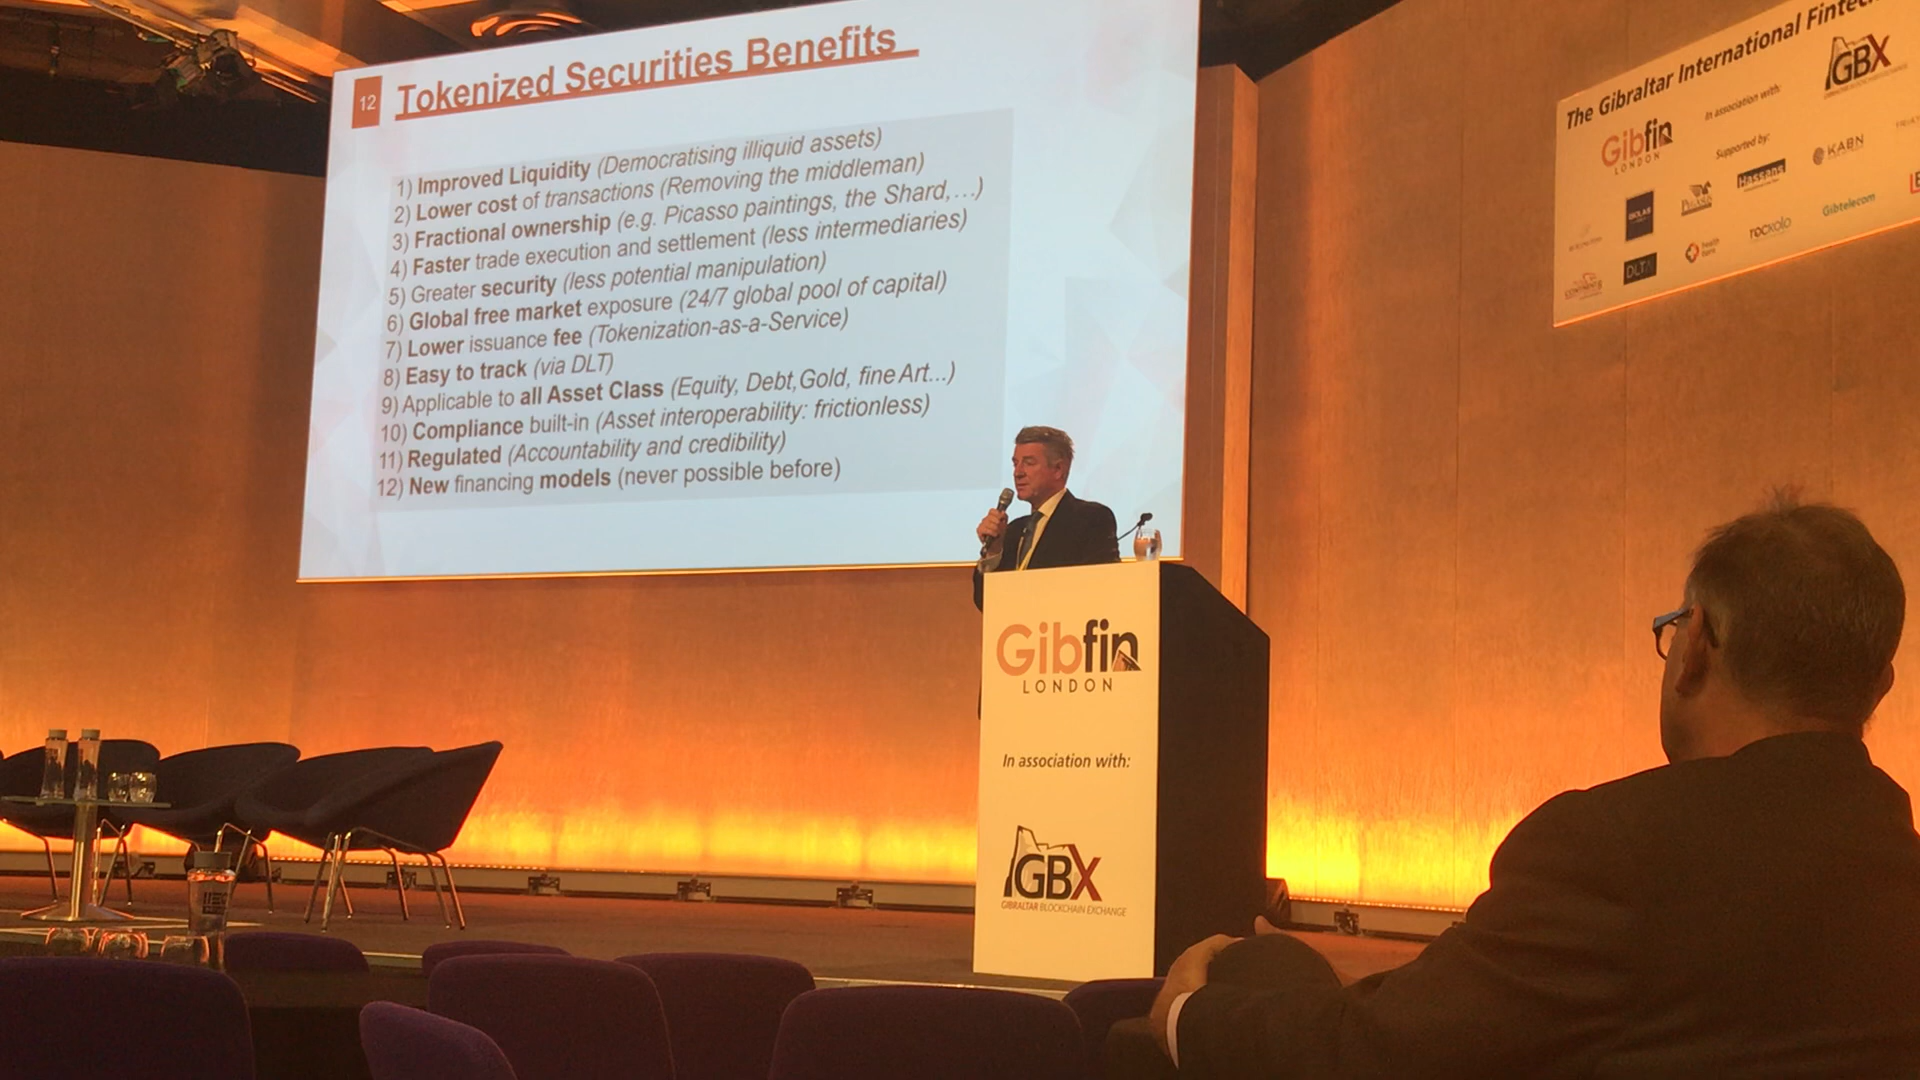 12
Tokenized Securities Benefits
1) Improved Liquidity (Democratising illiquid assets)
2) Lower cost of transactions (Removing the middleman)
3) Fractional ownership (e.g. Picasso paintings, the Shard,...)
4) Faster trade execution and settlement (less intermediaries)
5) Greater security (less potential manipulation)
6) Global free market exposure (24/7 global pool of capital)
7) Lower issuance fee (Tokenization-as-a-Service)
8) Easy to track (via DLT)
9) Applicable to all Asset Class (Equity, Debt, Gold, fine Art...)
10) Compliance built-in (Asset interoperability: frictionless)
11) Regulated (Accountability and credibility)
12) New financing models (never possible before)
The Gibraltar International
In association with:
GBX
Gibfin
LONDON
Supported by:
KABN
Hassans
Gibtelecom
rocxolo
DLT
Gibfin
LONDON
In association with:
GBX
GIBRALTAR BLOCKCHAIN EXCHANGE